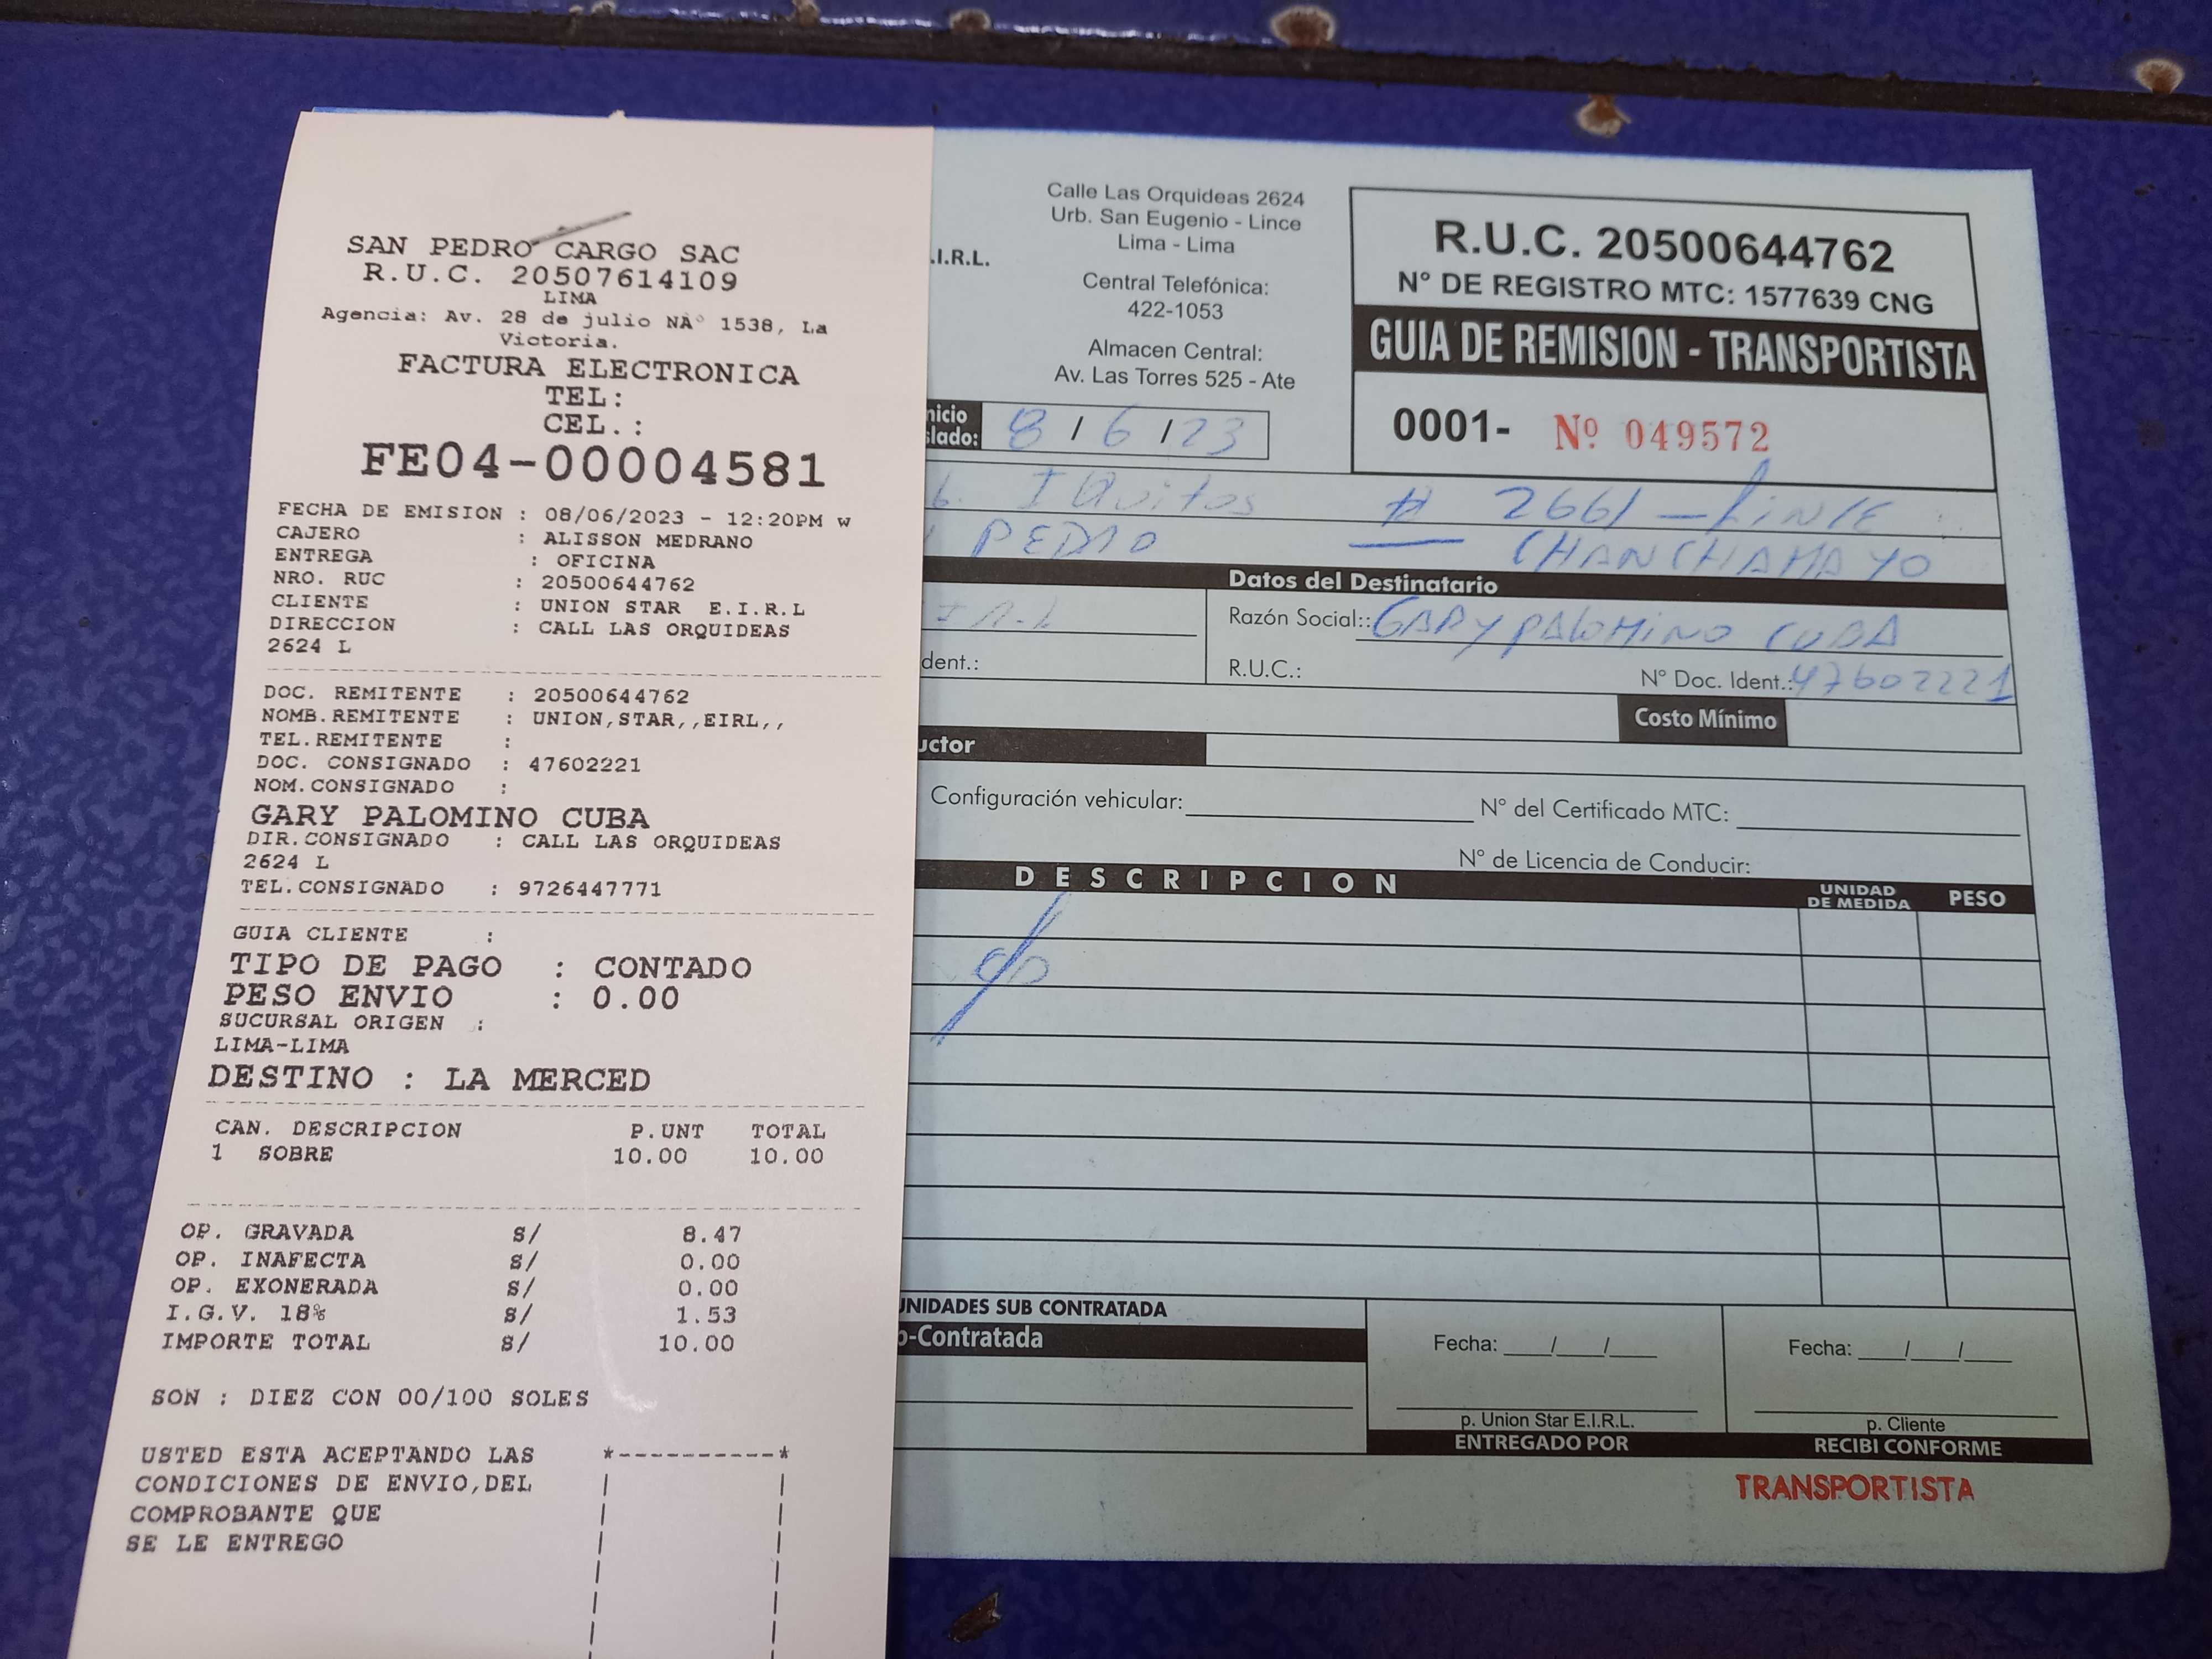 SAN PEDRO CARGO SAC
R.U.C. 20507614109
LIMA
Agencia: Av. 28 de julio NÂ° 1538, La
Victoria.
FACTURA ELECTRONICA
TEL:
CEL.:
FE04-00004581
FECHA DE EMISION : 08/06/2023 - 12:20PM W
CAJERO : ALISSON MEDRANO
ENTREGA : OFICINA
NRO. RUC : 20500644762
CLIENTE : UNION STAR E.I.R.L
DIRECCION : CALL LAS ORQUIDEAS
2624 L
DOC. REMITENTE : 20500644762
NOMB.REMITENTE : UNION,STAR,,EIRL,,
TEL.REMITENTE :
DOC. CONSIGNADO : 47602221
NOM.CONSIGNADO :
GARY PALOMINO CUBA
DIR.CONSIGNADO : CALL LAS ORQUIDEAS
2624 L
TEL.CONSIGNADO : 9726447771
GUIA CLIENTE :
TIPO DE PAGO : CONTADO
PESO ENVIO : 0.00
SUCURSAL ORIGEN :
LIMA-LIMA
DESTINO : LA MERCED
CAN. DESCRIPCION P.UNT TOTAL
1 SOBRE 10.00 10.00
OP. GRAVADA S/ 8.47
OP. INAFECTA S/ 0.00
OP. EXONERADA S/ 0.00
I.G.V. 18% S/ 1.53
IMPORTE TOTAL S/ 10.00
SON : DIEZ CON 00/100 SOLES
USTED ESTA ACEPTANDO LAS
CONDICIONES DE ENVIO,DEL
COMPROBANTE QUE
SE LE ENTREGO
.I.R.L.
Calle Las Orquideas 2624
Urb. San Eugenio - Lince
Lima - Lima
Central Telefónica:
422-1053
Almacen Central:
Av. Las Torres 525 - Ate
R.U.C. 20500644762
N° DE REGISTRO MTC: 1577639 CNG
GUIA DE REMISION - TRANSPORTISTA
0001- Nº 049572
nicio
slado: 8 / 6 / 23
IQuitos # 2661 - LiNCE
PEDRO - CHANCHAMAYO
Datos del Destinatario
Razón Social:: GARY PALOMiNO CUBA
dent.:
R.U.C.: N° Doc. Ident.: 47602221
Costo Mínimo
uctor
Configuración vehicular: N° del Certificado MTC:
N° de Licencia de Conducir:
DESCRIPCION UNIDAD DE MEDIDA PESO
UNIDADES SUB CONTRATADA
b-Contratada
Fecha: / / Fecha: / /
p. Union Star E.I.R.L. p. Cliente
ENTREGADO POR RECIBI CONFORME
TRANSPORTISTA